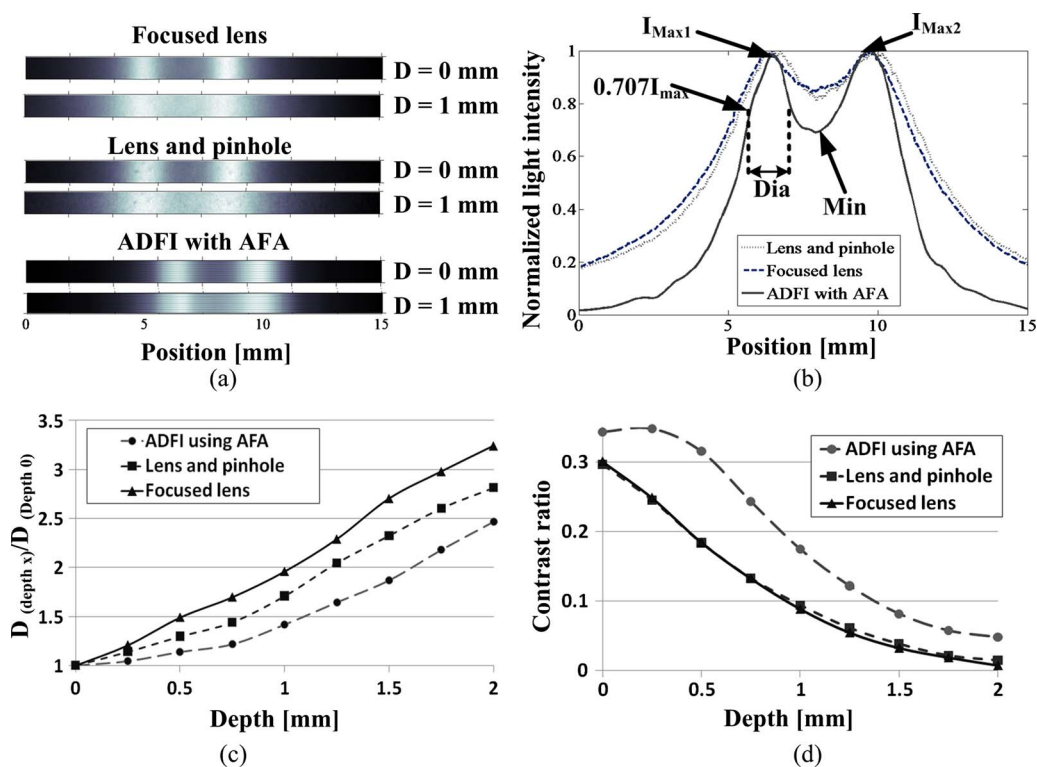 Focused lens
D = 0 mm
D = 1 mm
Lens and pinhole
D = 0 mm
D = 1 mm
ADFI with AFA
D = 0 mm
D = 1 mm
0 5 10 15
Position [mm]
(a)
I_Max1
I_Max2
0.707I_max
Dia
Min
Normalized light intensity
1
0.8
0.6
0.4
0.2
0
Lens and pinhole
Focused lens
ADFI with AFA
0 5 10 15
Position [mm]
(b)
D (depth x)/D (Depth 0)
3.5
3
2.5
2
1.5
1
ADFI using AFA
Lens and pinhole
Focused lens
0 0.5 1 1.5 2
Depth [mm]
(c)
Contrast ratio
0.3
0.2
0.1
0
ADFI using AFA
Lens and pinhole
Focused lens
0 0.5 1 1.5 2
Depth [mm]
(d)